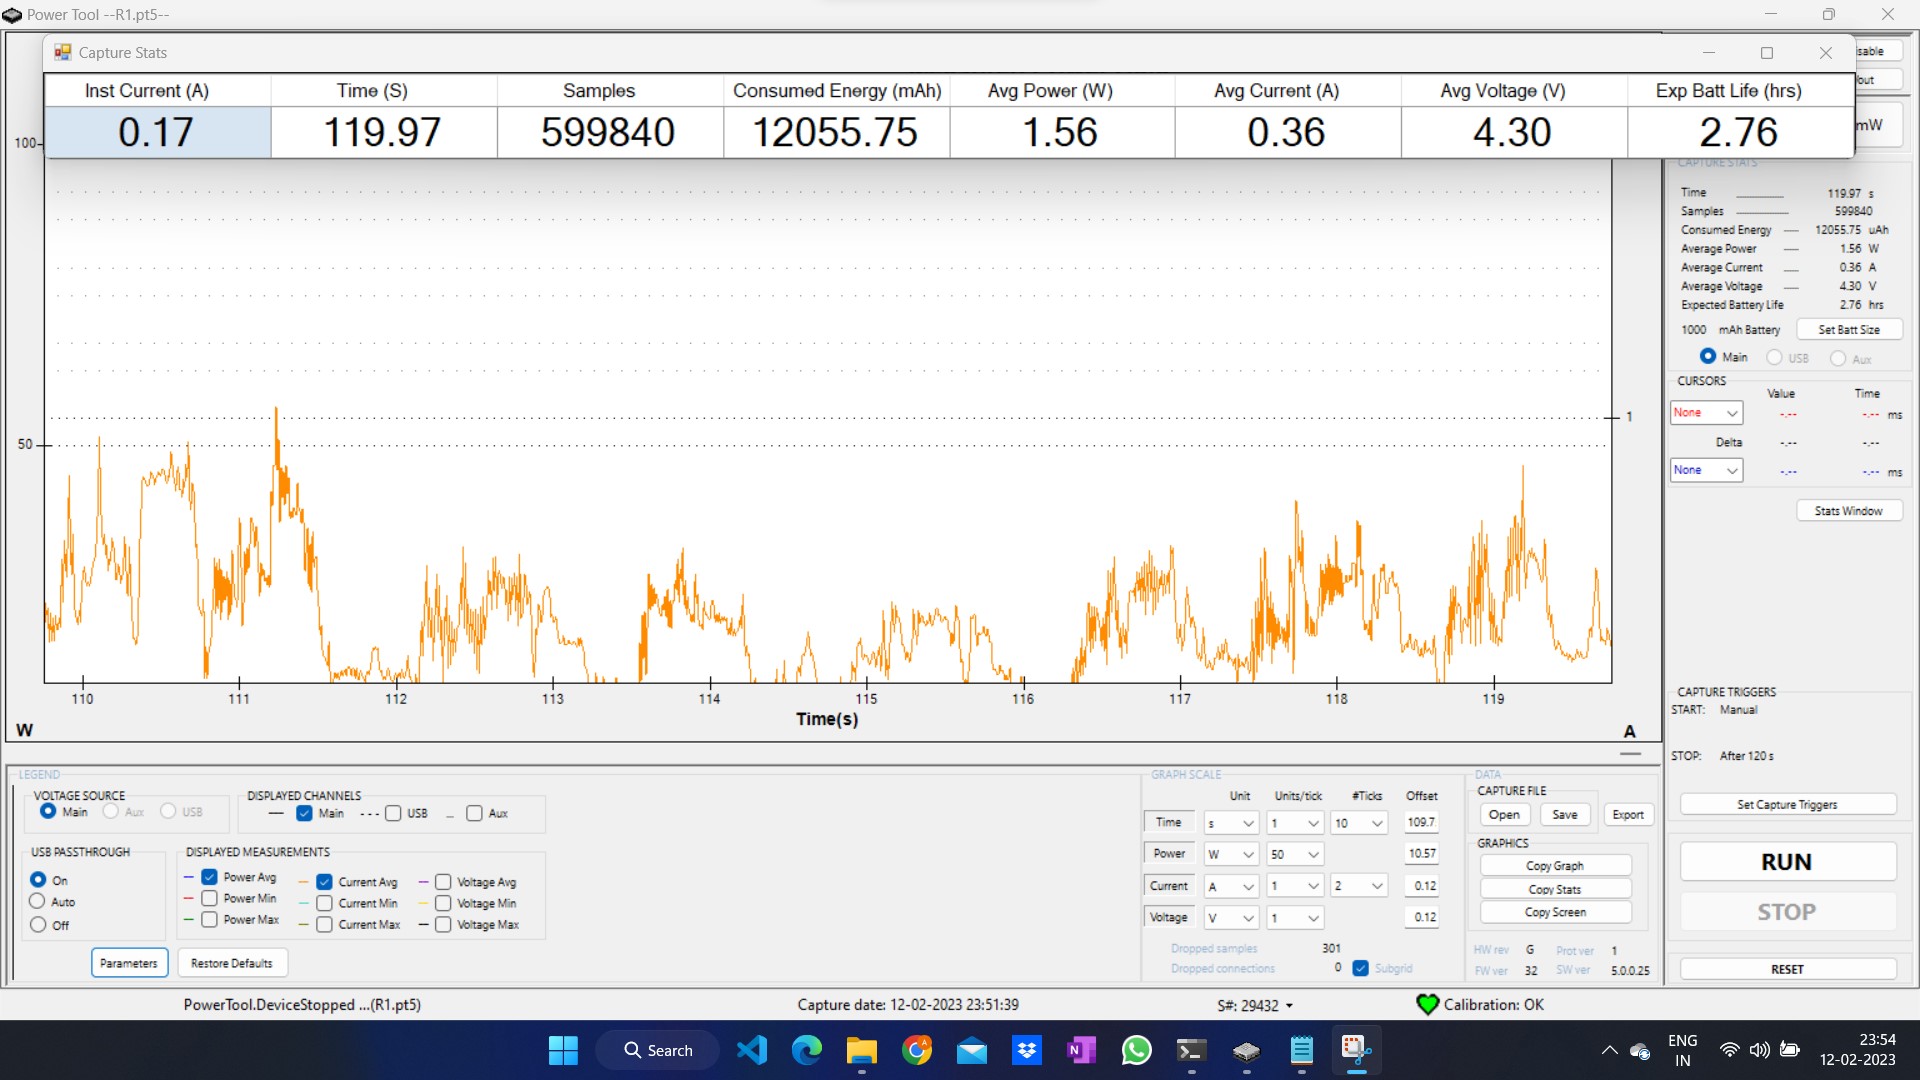 Power Tool --R1.pt5--
Capture Stats
Inst Current (A) Time (S) Samples Consumed Energy (mAh) Avg Power (W) Avg Current (A) Avg Voltage (V) Exp Batt Life (hrs)
0.17 119.97 599840 12055.75 1.56 0.36 4.30 2.76
mW
100
50
1
110 111 112 113 114 115 116 117 118 119
Time(s)
W
A
CAPTURE STATS
Time 119.97 s
Samples 599840
Consumed Energy 12055.75 uAh
Average Power 1.56 W
Average Current 0.36 A
Average Voltage 4.30 V
Expected Battery Life 2.76 hrs
1000 mAh Battery Set Batt Size
Main USB Aux
CURSORS
Value Time
None -.-- -.-- ms
Delta -.-- -.--
None -.-- -.-- ms
Stats Window
CAPTURE TRIGGERS
START: Manual
STOP: After 120 s
Set Capture Triggers
RUN
STOP
RESET
LEGEND
VOLTAGE SOURCE
Main Aux USB
DISPLAYED CHANNELS
Main USB Aux
USB PASSTHROUGH
On
Auto
Off
DISPLAYED MEASUREMENTS
Power Avg Current Avg Voltage Avg
Power Min Current Min Voltage Min
Power Max Current Max Voltage Max
Parameters Restore Defaults
GRAPH SCALE
Unit Units/tick #Ticks Offset
Time s 1 10 109.7
Power W 50 10.57
Current A 1 2 0.12
Voltage V 1 0.12
Dropped samples 301
Dropped connections 0 Subgrid
DATA
CAPTURE FILE
Open Save Export
GRAPHICS
Copy Graph
Copy Stats
Copy Screen
HW rev G Prot ver 1
FW ver 32 SW ver 5.0.0.25
PowerTool.DeviceStopped ...(R1.pt5) Capture date: 12-02-2023 23:51:39 S#: 29432 Calibration: OK
Search
ENG
IN
23:54
12-02-2023